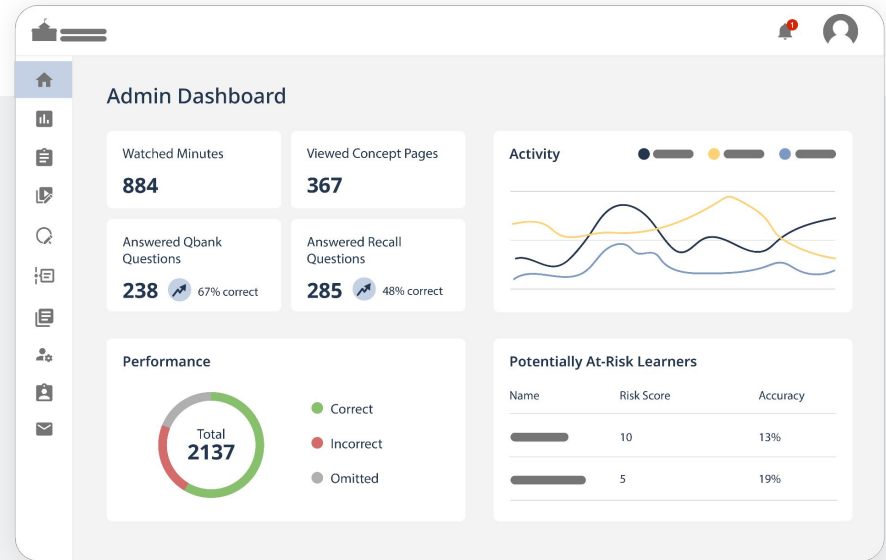 1
Admin Dashboard
Watched Minutes
884
Viewed Concept Pages
367
Answered Qbank
Questions
238 67% correct
Answered Recall
Questions
285 48% correct
Activity
Performance
Total
2137
Correct
Incorrect
Omitted
Potentially At-Risk Learners
Name Risk Score Accuracy
10 13%
5 19%